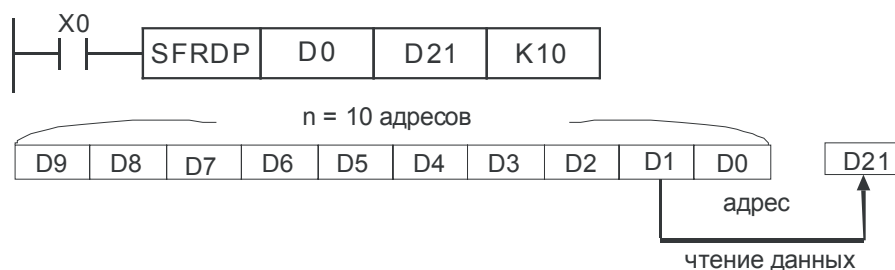 X0
SFRDP D0 D21 K10
n = 10 адресов
D9 D8 D7 D6 D5 D4 D3 D2 D1 D0 D21
адрес
чтение данных